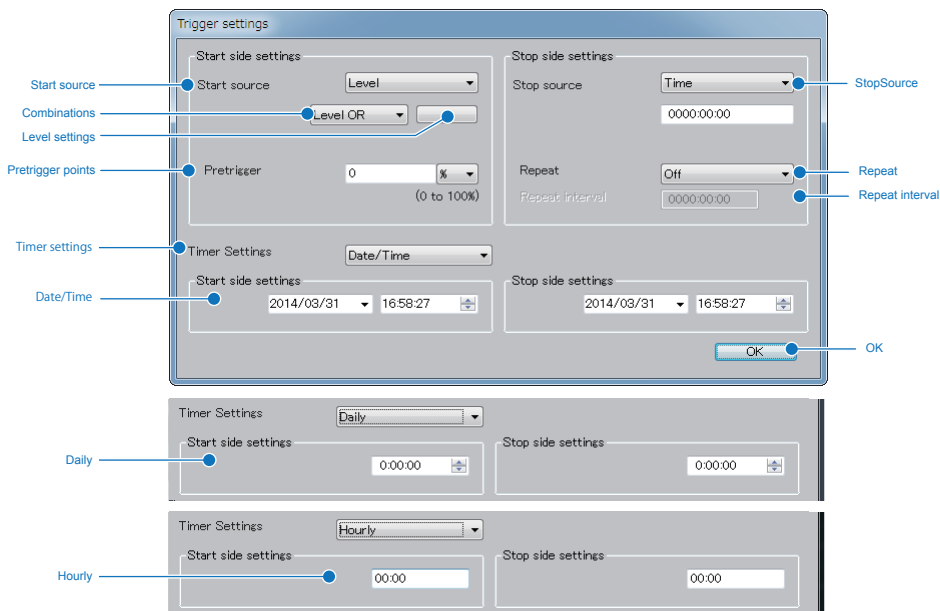 Trigger settings
Start side settings
Stop side settings
Start source
Start source
Level
Stop source
Time
StopSource
Combinations
Level OR
0000:00:00
Level settings
Pretrigger points
Pretrigger
0
%
Repeat
Off
Repeat
(0 to 100%)
Repeat interval
0000:00:00
Repeat interval
Timer settings
Timer Settings
Date/Time
Start side settings
Stop side settings
Date/Time
2014/03/31
16:58:27
2014/03/31
16:58:27
OK
OK
Timer Settings
Daily
Start side settings
Stop side settings
Daily
0:00:00
0:00:00
Timer Settings
Hourly
Start side settings
Stop side settings
Hourly
00:00
00:00